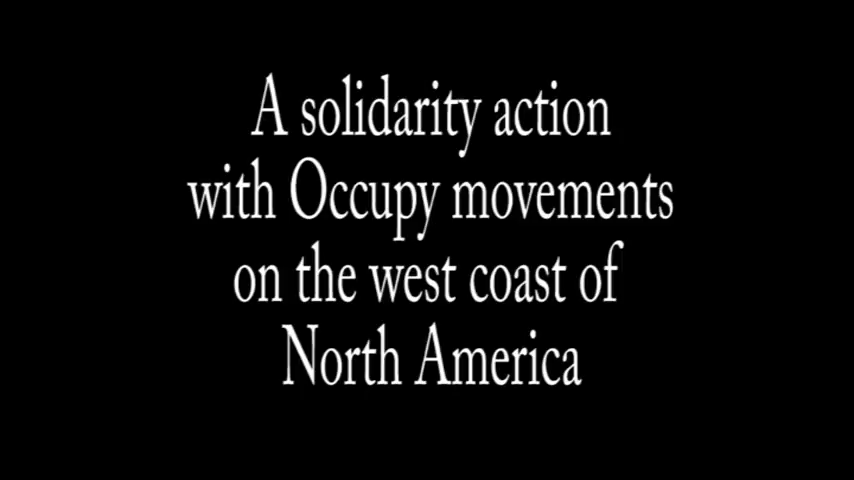 A solidarity action
with Occupy movements
on the west coast of
North America